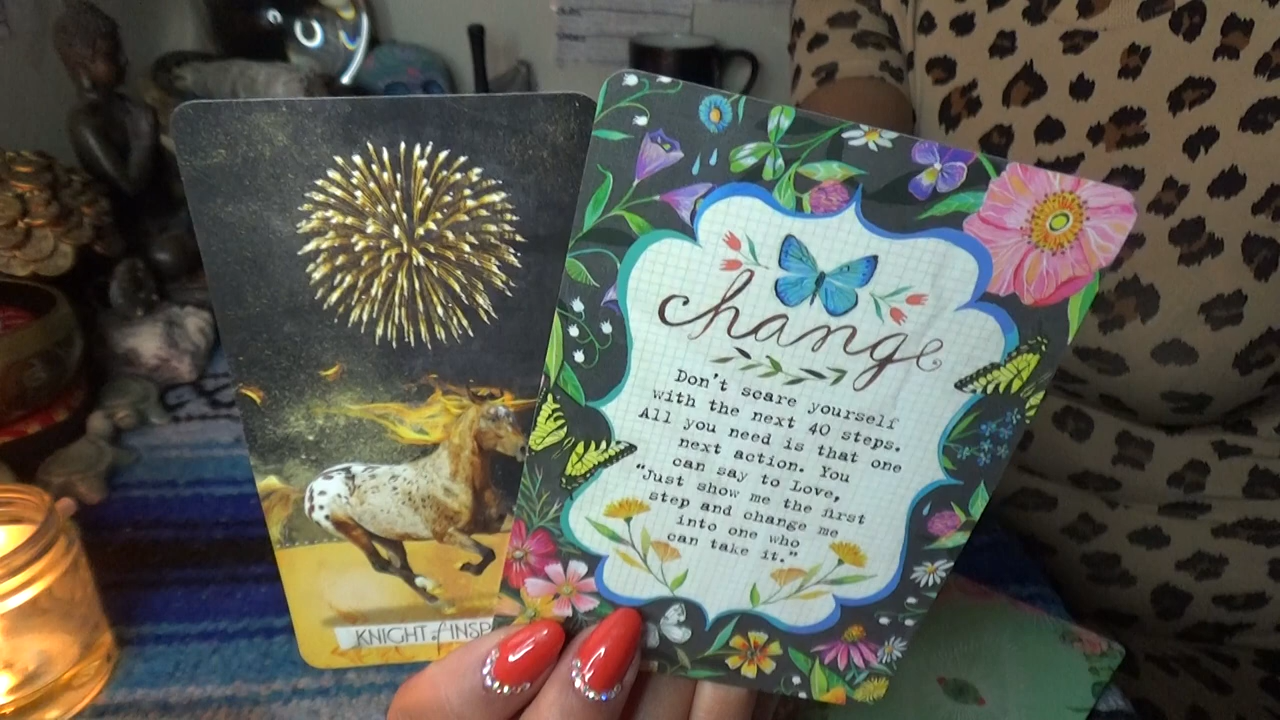 KNIGHT of INSP
change
Don't scare yourself
with the next 40 steps.
All you need is that one
next action. You
can say to Love,
"Just show me the first
step and change me
into one who
can take it."